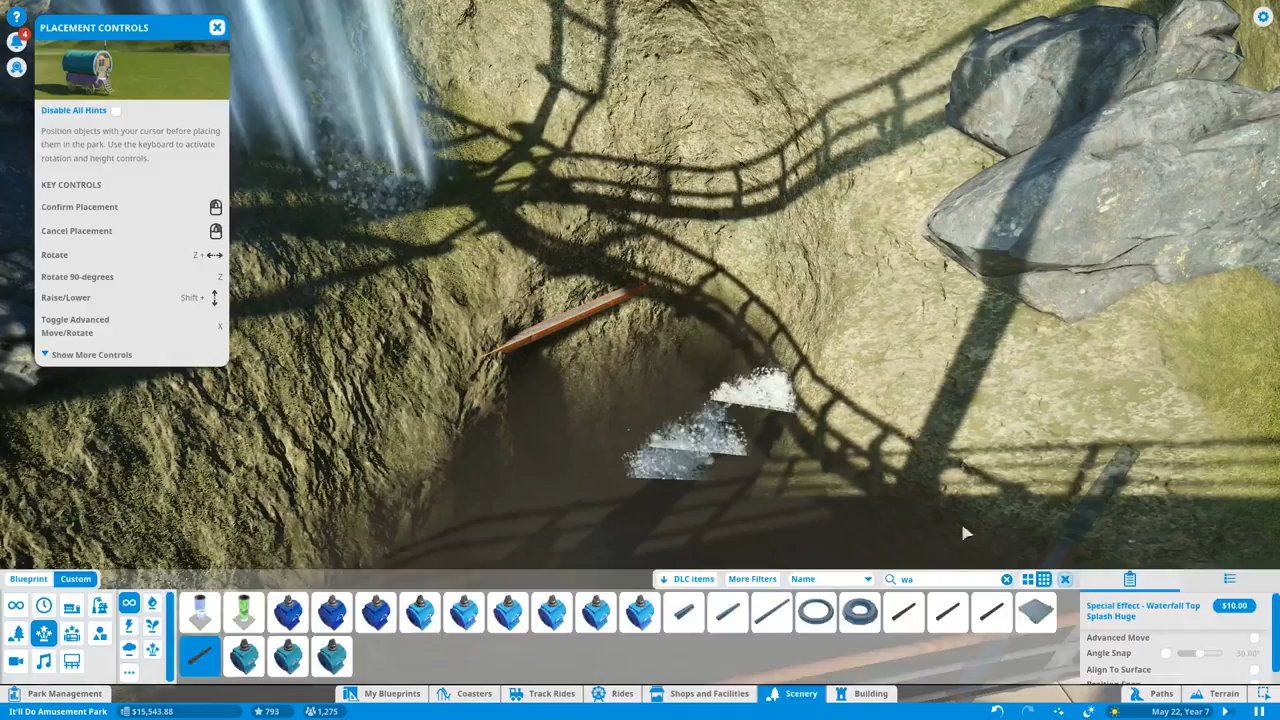 ?
4
PLACEMENT CONTROLS
Disable All Hints
Position objects with your cursor before placing
them in the park. Use the keyboard to activate
rotation and height controls.
KEY CONTROLS
Confirm Placement
Cancel Placement
Rotate Z +
Rotate 90-degrees Z
Raise/Lower Shift +
Toggle Advanced
Move/Rotate X
Show More Controls
Blueprint Custom DLC items More Filters Name wa
Special Effect - Waterfall Top
Splash Huge $10.00
Advanced Move
Angle Snap 30.00°
Align To Surface
Park Management My Blueprints Coasters Track Rides Rides Shops and Facilities Scenery Building Paths Terrain
It'll Do Amusement Park $15,543.88 793 1,275 May 22, Year 7